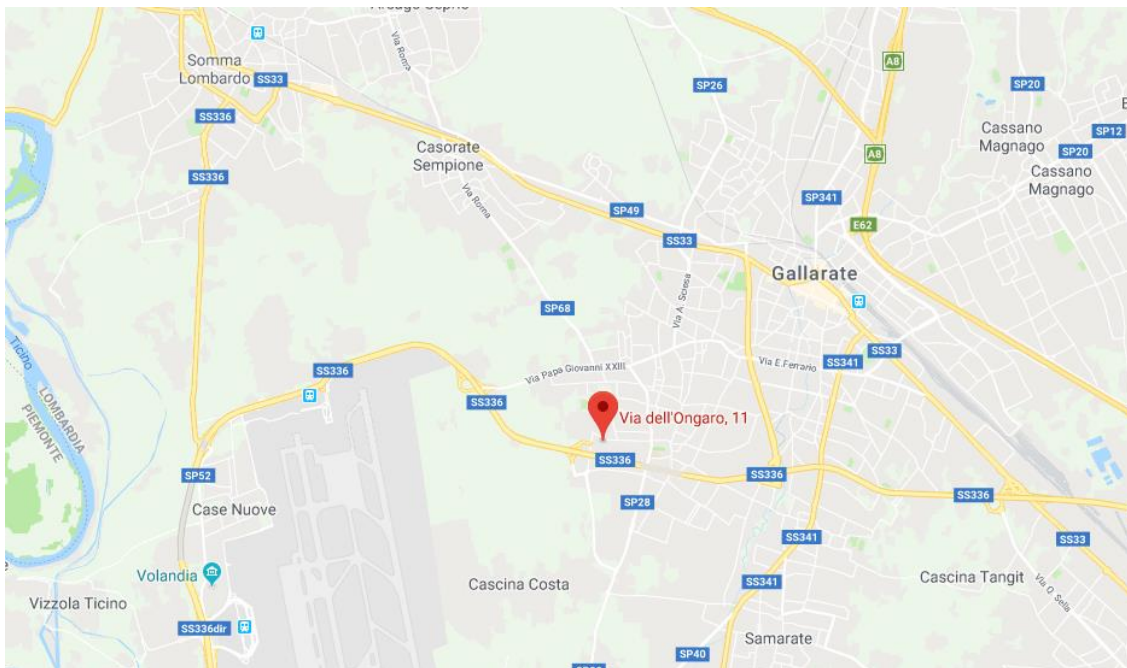 Somma
Lombardo
SS33
SS336
SS336
Via Roma
Casorate
Sempione
Via Roma
SP26
A8
SP20
Cassano
Magnago
SP12
SP20
A8
Cassano
Magnago
SP341
SP49
SS33
E62
Gallarate
Via A. Scresa
SP68
SS341
SS33
Via E.Ferrario
Via Papa Giovanni XXIII
SS336
SS336
Ticino
LOMBARDIA
PIEMONTE
Via dell'Ongaro, 11
SS336
SS336
SS336
SP52
Case Nuove
SP28
SS341
SS33
Volandia
Cascina Costa
SS341
Cascina Tangit
Via Q. Sella
Vizzola Ticino
SS336dir
Samarate
SP40